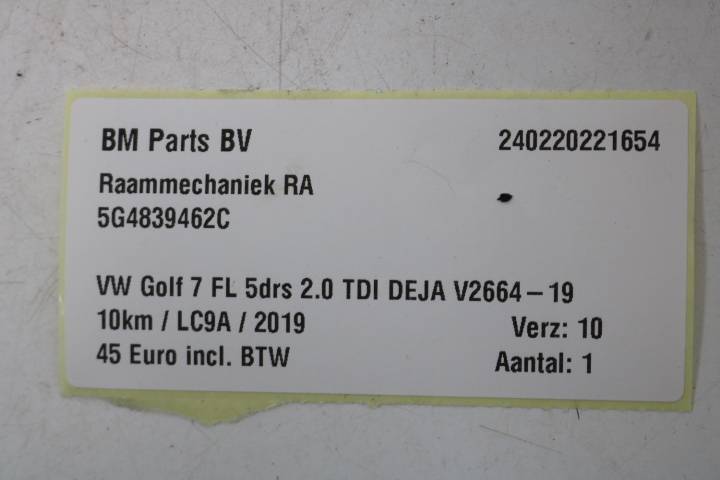 BM Parts BV 240220221654
Raammechaniek RA
5G4839462C
VW Golf 7 FL 5drs 2.0 TDI DEJA V2664-19
10km / LC9A / 2019 Verz: 10
45 Euro incl. BTW Aantal: 1